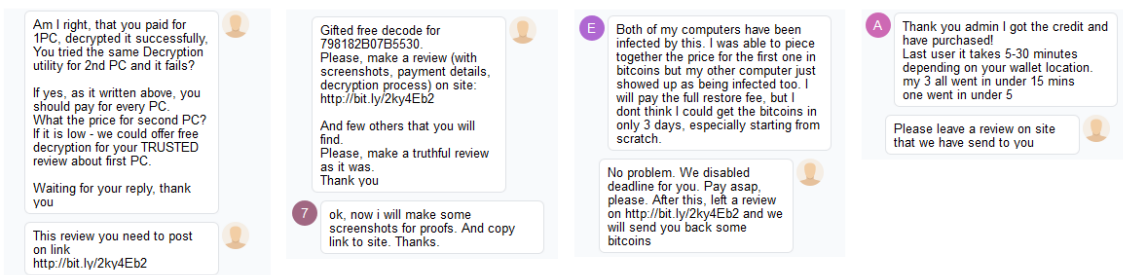 Am I right, that you paid for
1PC, decrypted it successfully,
You tried the same Decryption
utility for 2nd PC and it fails?
If yes, as it written above, you
should pay for every PC.
What the price for second PC?
If it is low - we could offer free
decryption for your TRUSTED
review about first PC.
Waiting for your reply, thank
you
This review you need to post
on link
http://bit.ly/2ky4Eb2
Gifted free decode for
798182B07B5530.
Please, make a review (with
screenshots, payment details,
decryption process) on site:
http://bit.ly/2ky4Eb2
And few others that you will
find.
Please, make a truthful review
as it was.
Thank you
7
ok, now i will make some
screenshots for proofs. And copy
link to site. Thanks.
E
Both of my computers have been
infected by this. I was able to piece
together the price for the first one in
bitcoins but my other computer just
showed up as being infected too. I
will pay the full restore fee, but I
dont think I could get the bitcoins in
only 3 days, especially starting from
scratch.
No problem. We disabled
deadline for you. Pay asap,
please. After this, left a review
on http://bit.ly/2ky4Eb2 and we
will send you back some
bitcoins
A
Thank you admin I got the credit and
have purchased!
Last user it takes 5-30 minutes
depending on your wallet location.
my 3 all went in under 15 mins
one went in under 5
Please leave a review on site
that we have send to you